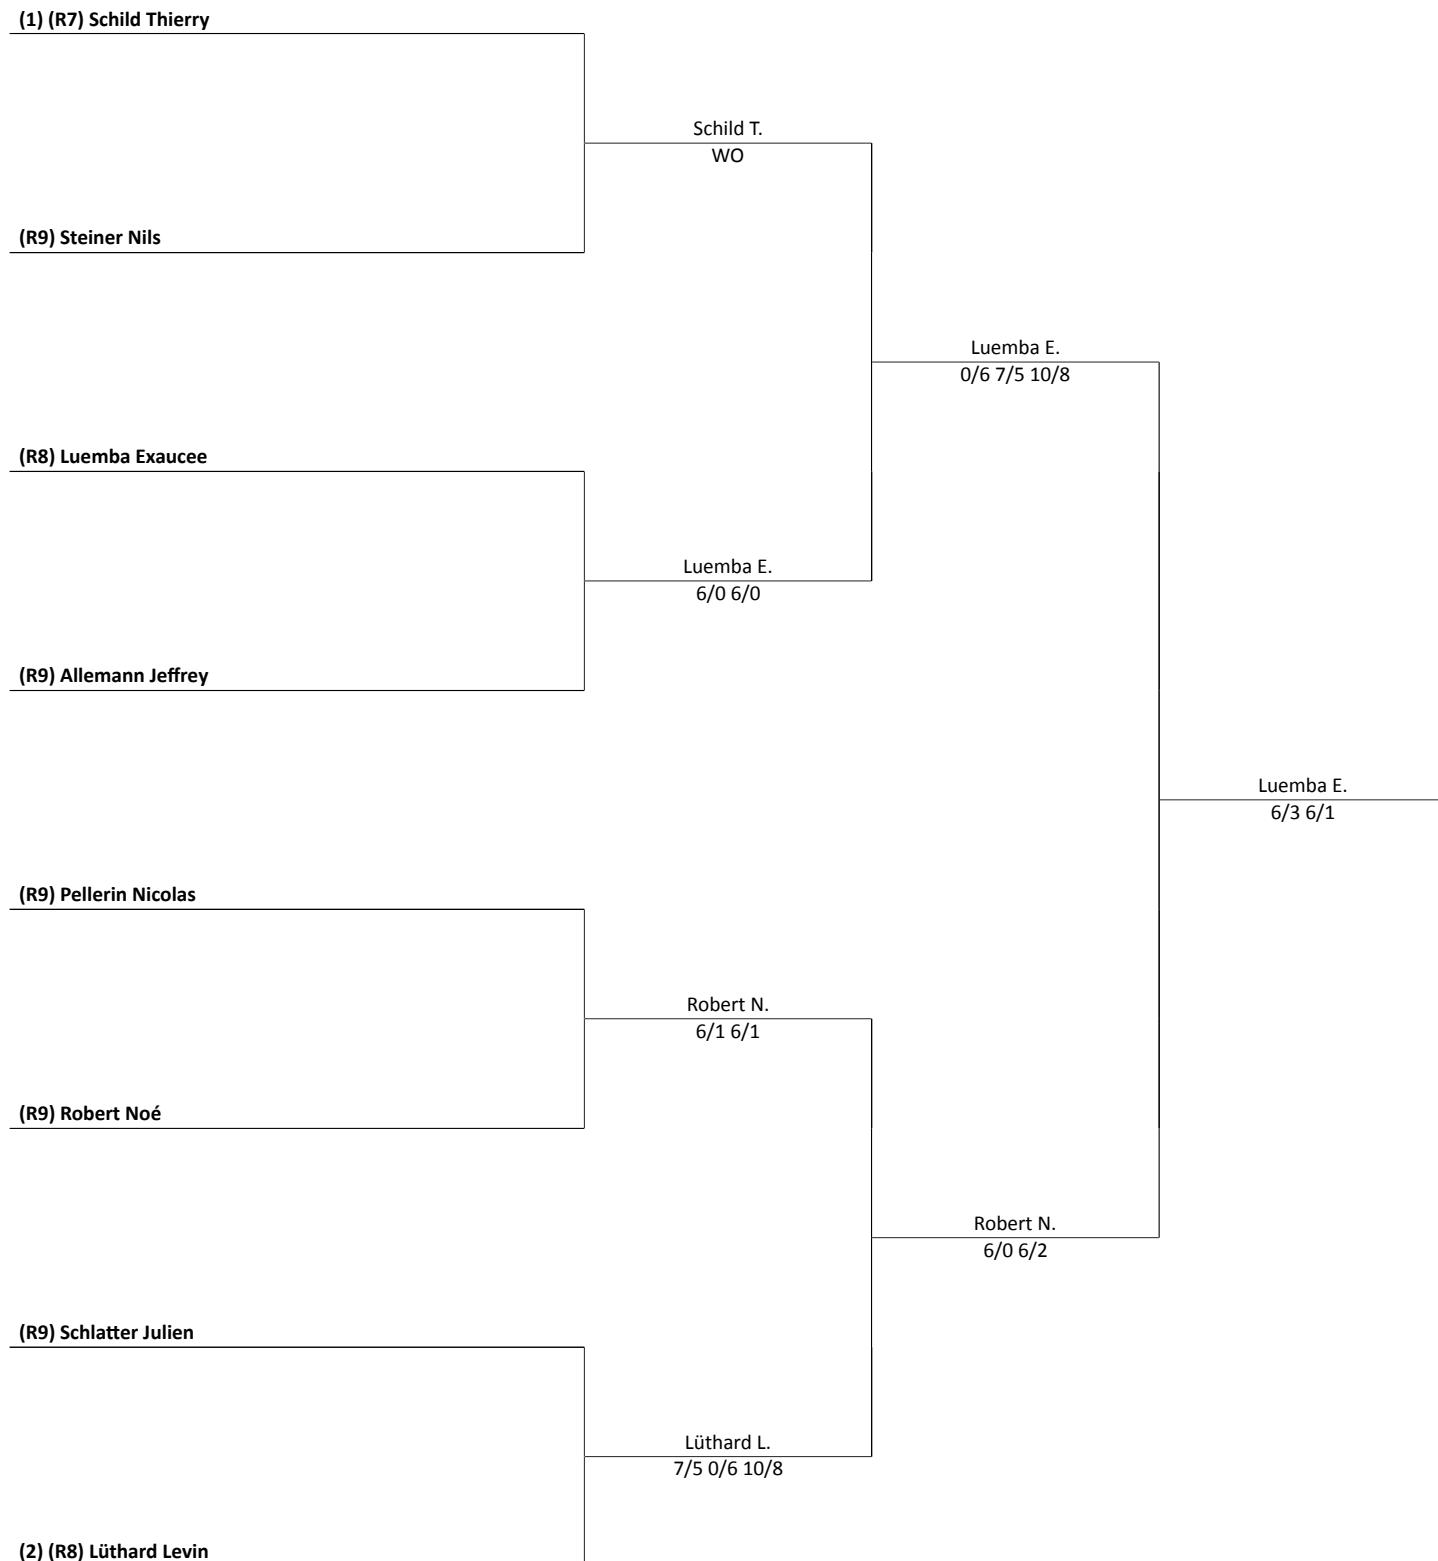 (1) (R7) Schild Thierry
Schild T.
WO
(R9) Steiner Nils
Luemba E.
0/6 7/5 10/8
(R8) Luemba Exaucee
Luemba E.
6/0 6/0
(R9) Allemann Jeffrey
Luemba E.
6/3 6/1
(R9) Pellerin Nicolas
Robert N.
6/1 6/1
(R9) Robert Noé
Robert N.
6/0 6/2
(R9) Schlatter Julien
Lüthard L.
7/5 0/6 10/8
(2) (R8) Lüthard Levin